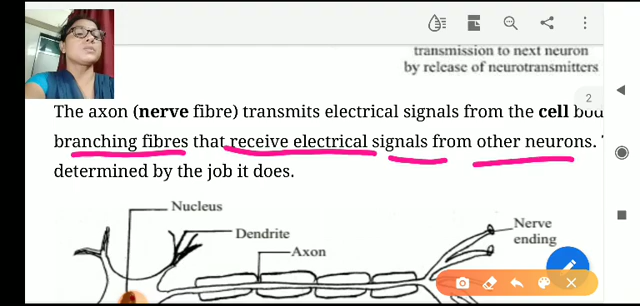 transmission to next neuron
by release of neurotransmitters
2
The axon (nerve fibre) transmits electrical signals from the cell
branching fibres that receive electrical signals from other neurons.
determined by the job it does.
Nucleus
Dendrite
Axon
Nerve
ending